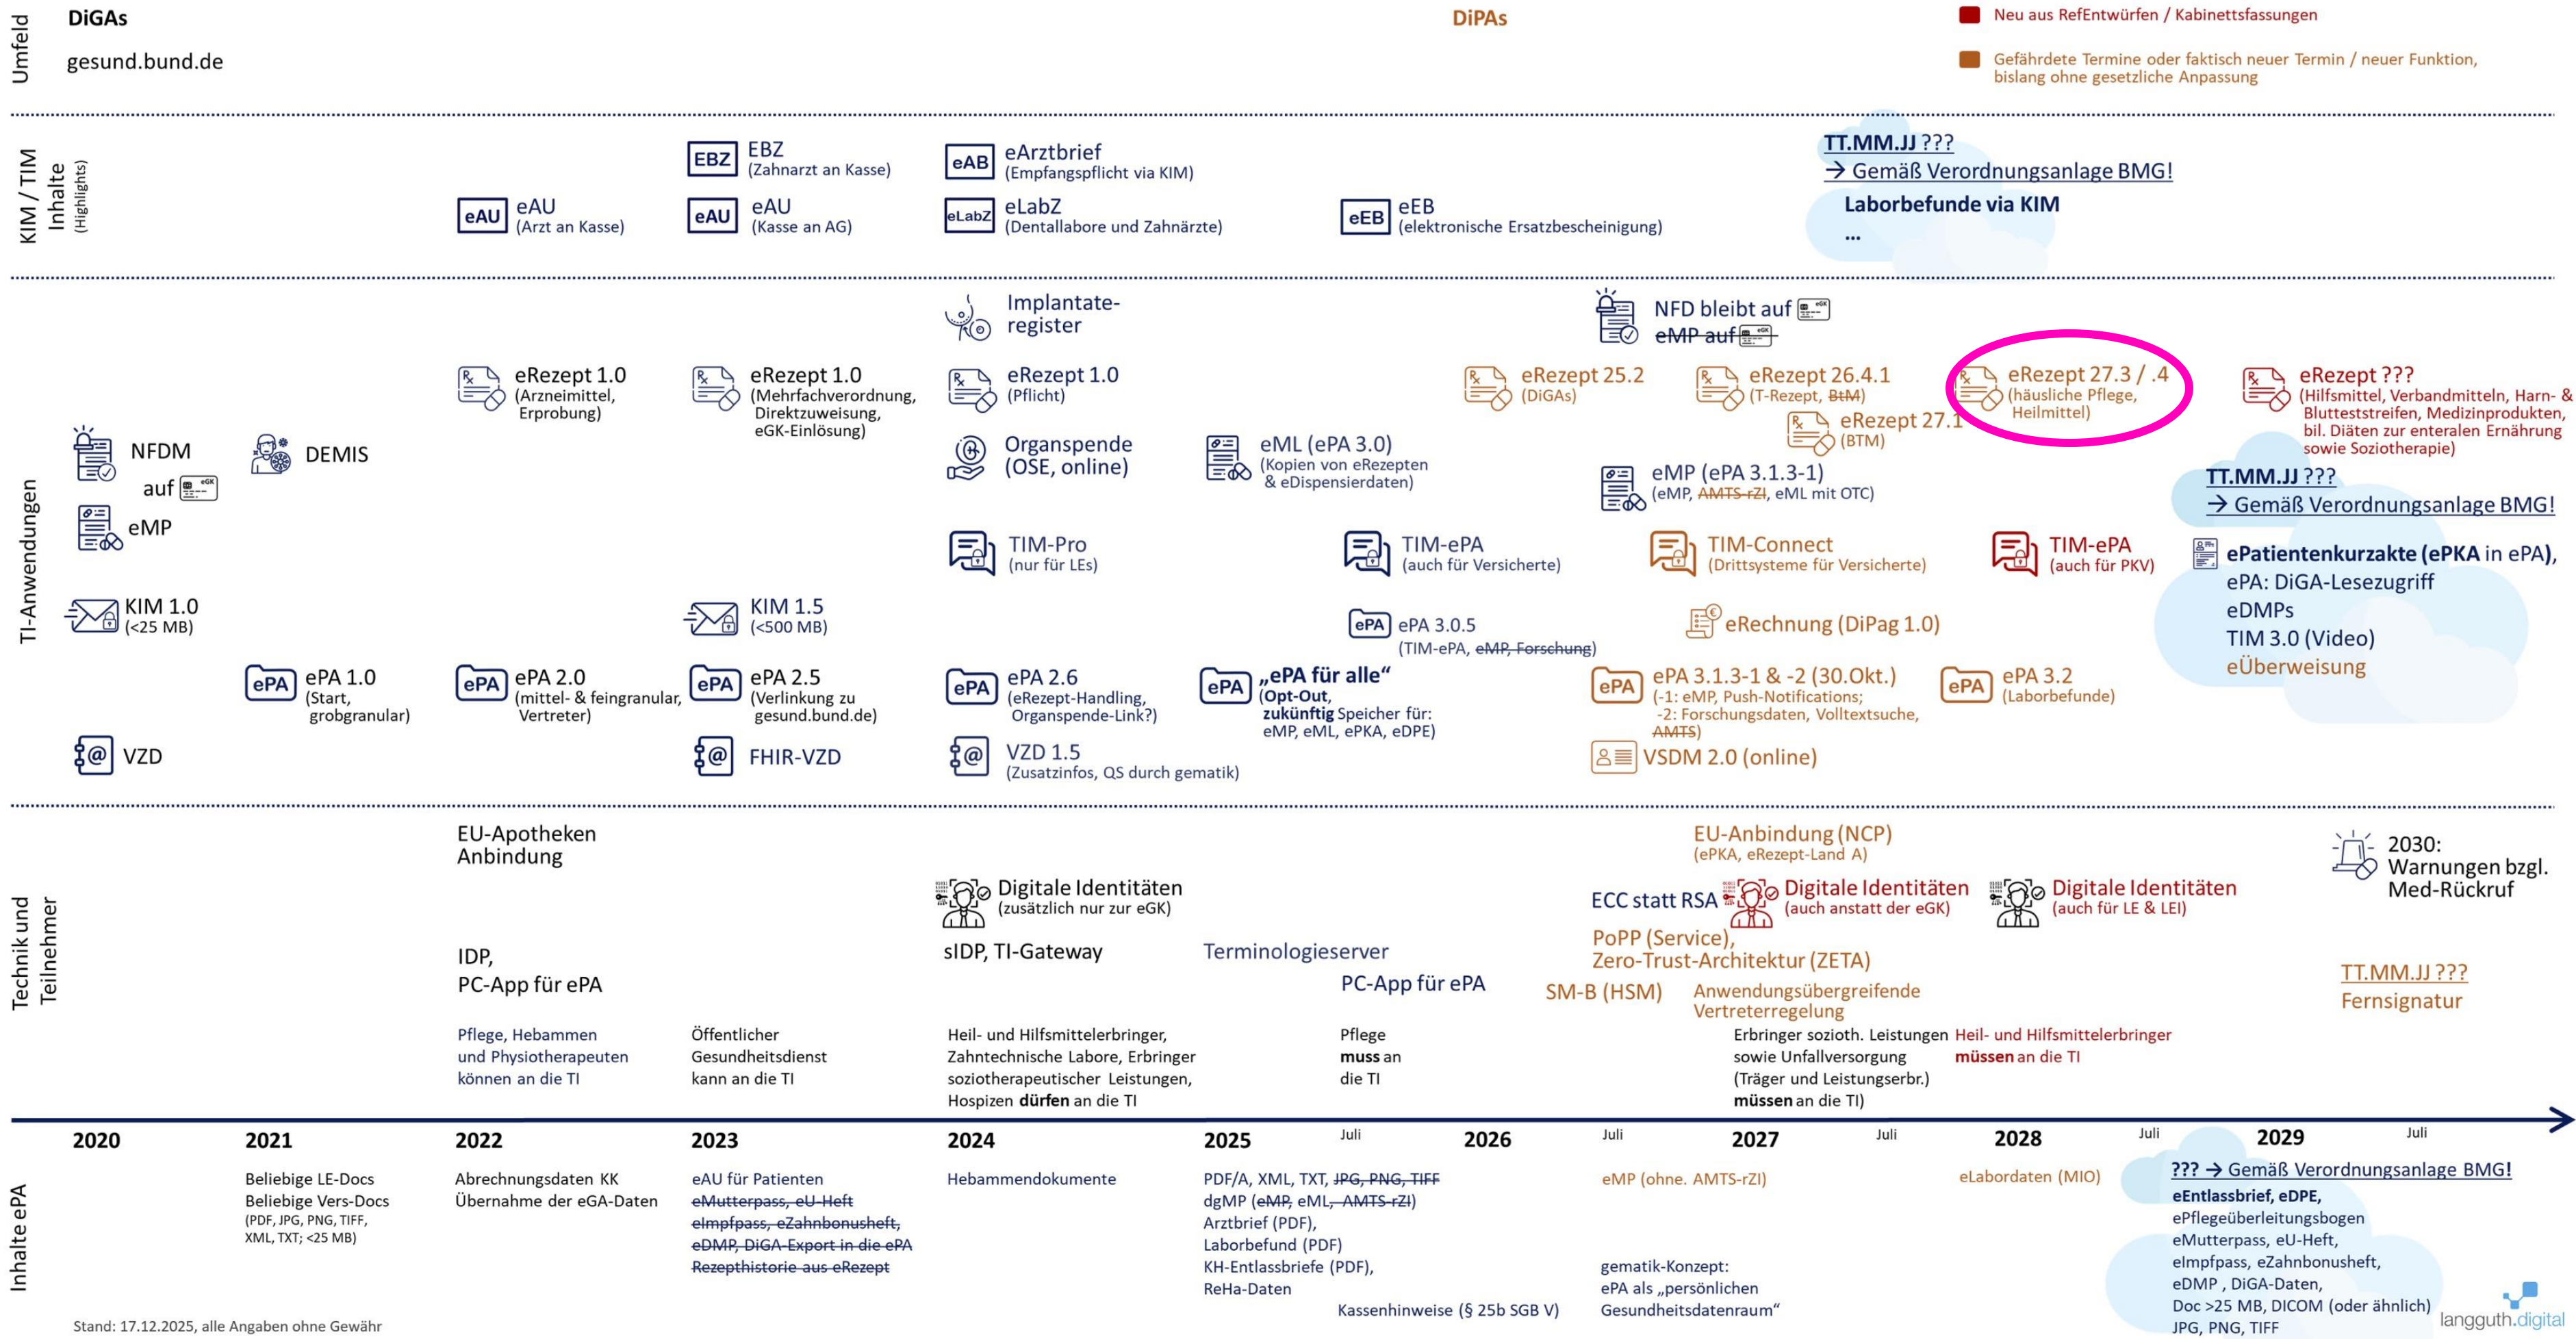 Umfeld
DiGAs
gesund.bund.de
DiPAs
Neu aus RefEntwürfen / Kabinettsfassungen
Gefährdete Termine oder faktisch neuer Termin / neuer Funktion,
bislang ohne gesetzliche Anpassung
KIM / TIM
Inhalte
(Highlights)
eAU
eAU
(Arzt an Kasse)
EBZ
EBZ
(Zahnarzt an Kasse)
eAU
eAU
(Kasse an AG)
eAB
eArztbrief
(Empfangspflicht via KIM)
eLabZ
eLabZ
(Dentallabore und Zahnärzte)
eEB
eEB
(elektronische Ersatzbescheinigung)
TT.MM.JJ ???
→ Gemäß Verordnungsanlage BMG!
Laborbefunde via KIM
...
TI-Anwendungen
NFDM
auf
eGK
eMP
KIM 1.0
(<25 MB)
VZD
DEMIS
ePA
ePA 1.0
(Start,
grobgranular)
Rx
eRezept 1.0
(Arzneimittel,
Erprobung)
ePA
ePA 2.0
(mittel- & feingranular,
Vertreter)
Rx
eRezept 1.0
(Mehrfachverordnung,
Direktzuweisung,
eGK-Einlösung)
KIM 1.5
(<500 MB)
ePA
ePA 2.5
(Verlinkung zu
gesund.bund.de)
FHIR-VZD
Implantate-
register
Rx
eRezept 1.0
(Pflicht)
Organspende
(OSE, online)
TIM-Pro
(nur für LEs)
ePA
ePA 2.6
(eRezept-Handling,
Organspende-Link?)
VZD 1.5
(Zusatzinfos, QS durch gematik)
eML (ePA 3.0)
(Kopien von eRezepten
& eDispensierdaten)
ePA
„ePA für alle“
(Opt-Out,
zukünftig Speicher für:
eMP, eML, ePKA, eDPE)
TIM-ePA
(auch für Versicherte)
ePA
ePA 3.0.5
(TIM-ePA, eMP, Forschung)
Rx
eRezept 25.2
(DiGAs)
NFD bleibt auf
eGK
eMP auf
eGK
Rx
eRezept 26.4.1
(T-Rezept, BtM)
Rx
eRezept 27.1
(BTM)
eMP (ePA 3.1.3-1)
(eMP, AMTS-rZI, eML mit OTC)
TIM-Connect
(Drittsysteme für Versicherte)
eRechnung (DiPag 1.0)
ePA
ePA 3.1.3-1 & -2 (30.Okt.)
(-1: eMP, Push-Notifications;
-2: Forschungsdaten, Volltextsuche,
AMTS)
VSDM 2.0 (online)
Rx
eRezept 27.3 / .4
(häusliche Pflege,
Heilmittel)
TIM-ePA
(auch für PKV)
ePA
ePA 3.2
(Laborbefunde)
Rx
eRezept ???
(Hilfsmittel, Verbandmitteln, Harn- &
Blutteststreifen, Medizinprodukten,
bil. Diäten zur enteralen Ernährung
sowie Soziotherapie)
TT.MM.JJ ???
→ Gemäß Verordnungsanlage BMG!
ePatientenkurzakte (ePKA in ePA),
ePA: DiGA-Lesezugriff
eDMPs
TIM 3.0 (Video)
eÜberweisung
Technik und
Teilnehmer
EU-Apotheken
Anbindung
IDP,
PC-App für ePA
Pflege, Hebammen
und Physiotherapeuten
können an die TI
Öffentlicher
Gesundheitsdienst
kann an die TI
Digitale Identitäten
(zusätzlich nur zur eGK)
sIDP, TI-Gateway
Heil- und Hilfsmittelerbringer,
Zahntechnische Labore, Erbringer
soziotherapeutischer Leistungen,
Hospizen dürfen an die TI
Terminologieserver
PC-App für ePA
Pflege
muss an
die TI
EU-Anbindung (NCP)
(ePKA, eRezept-Land A)
ECC statt RSA
Digitale Identitäten
(auch anstatt der eGK)
PoPP (Service),
Zero-Trust-Architektur (ZETA)
SM-B (HSM)
Anwendungsübergreifende
Vertreterregelung
Erbringer sozioth. Leistungen
sowie Unfallversorgung
(Träger und Leistungserbr.)
müssen an die TI)
Digitale Identitäten
(auch für LE & LEI)
Heil- und Hilfsmittelerbringer
müssen an die TI
2030:
Warnungen bzgl.
Med-Rückruf
TT.MM.JJ ???
Fernsignatur
2020
2021
2022
2023
2024
2025
Juli
2026
Juli
2027
Juli
2028
Juli
2029
Juli
Inhalte ePA
Beliebige LE-Docs
Beliebige Vers-Docs
(PDF, JPG, PNG, TIFF,
XML, TXT; <25 MB)
Abrechnungsdaten KK
Übernahme der eGA-Daten
eAU für Patienten
eMutterpass, eU-Heft
eImpfpass, eZahnbonusheft,
eDMP, DiGA-Export in die ePA
Rezepthistorie aus eRezept
Hebammendokumente
PDF/A, XML, TXT, JPG, PNG, TIFF
dgMP (eMP, eML, AMTS-rZI)
Arztbrief (PDF),
Laborbefund (PDF)
KH-Entlassbriefe (PDF),
ReHa-Daten
Kassenhinweise (§ 25b SGB V)
eMP (ohne. AMTS-rZI)
gematik-Konzept:
ePA als „persönlichen
Gesundheitsdatenraum“
eLabordaten (MIO)
??? → Gemäß Verordnungsanlage BMG!
eEntlassbrief, eDPE,
ePflegeüberleitungsbogen
eMutterpass, eU-Heft,
eImpfpass, eZahnbonusheft,
eDMP , DiGA-Daten,
Doc >25 MB, DICOM (oder ähnlich)
JPG, PNG, TIFF
Stand: 17.12.2025, alle Angaben ohne Gewähr
langguth.digital